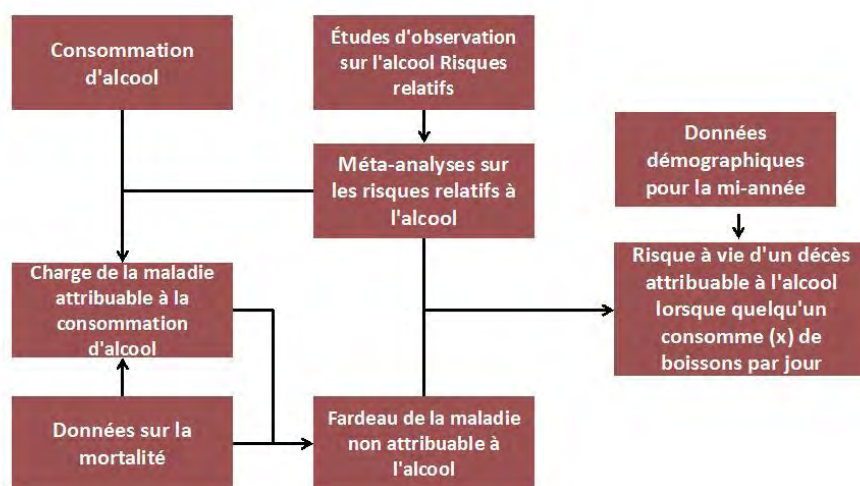 Consommation
d'alcool
Études d'observation
sur l'alcool Risques
relatifs
Méta-analyses sur
les risques relatifs à
l'alcool
Données
démographiques
pour la mi-année
Charge de la maladie
attribuable à la
consommation
d'alcool
Risque à vie d'un décès
attribuable à l'alcool
lorsque quelqu'un
consomme (x) de
boissons par jour
Données sur la
mortalité
Fardeau de la maladie
non attribuable à
l'alcool